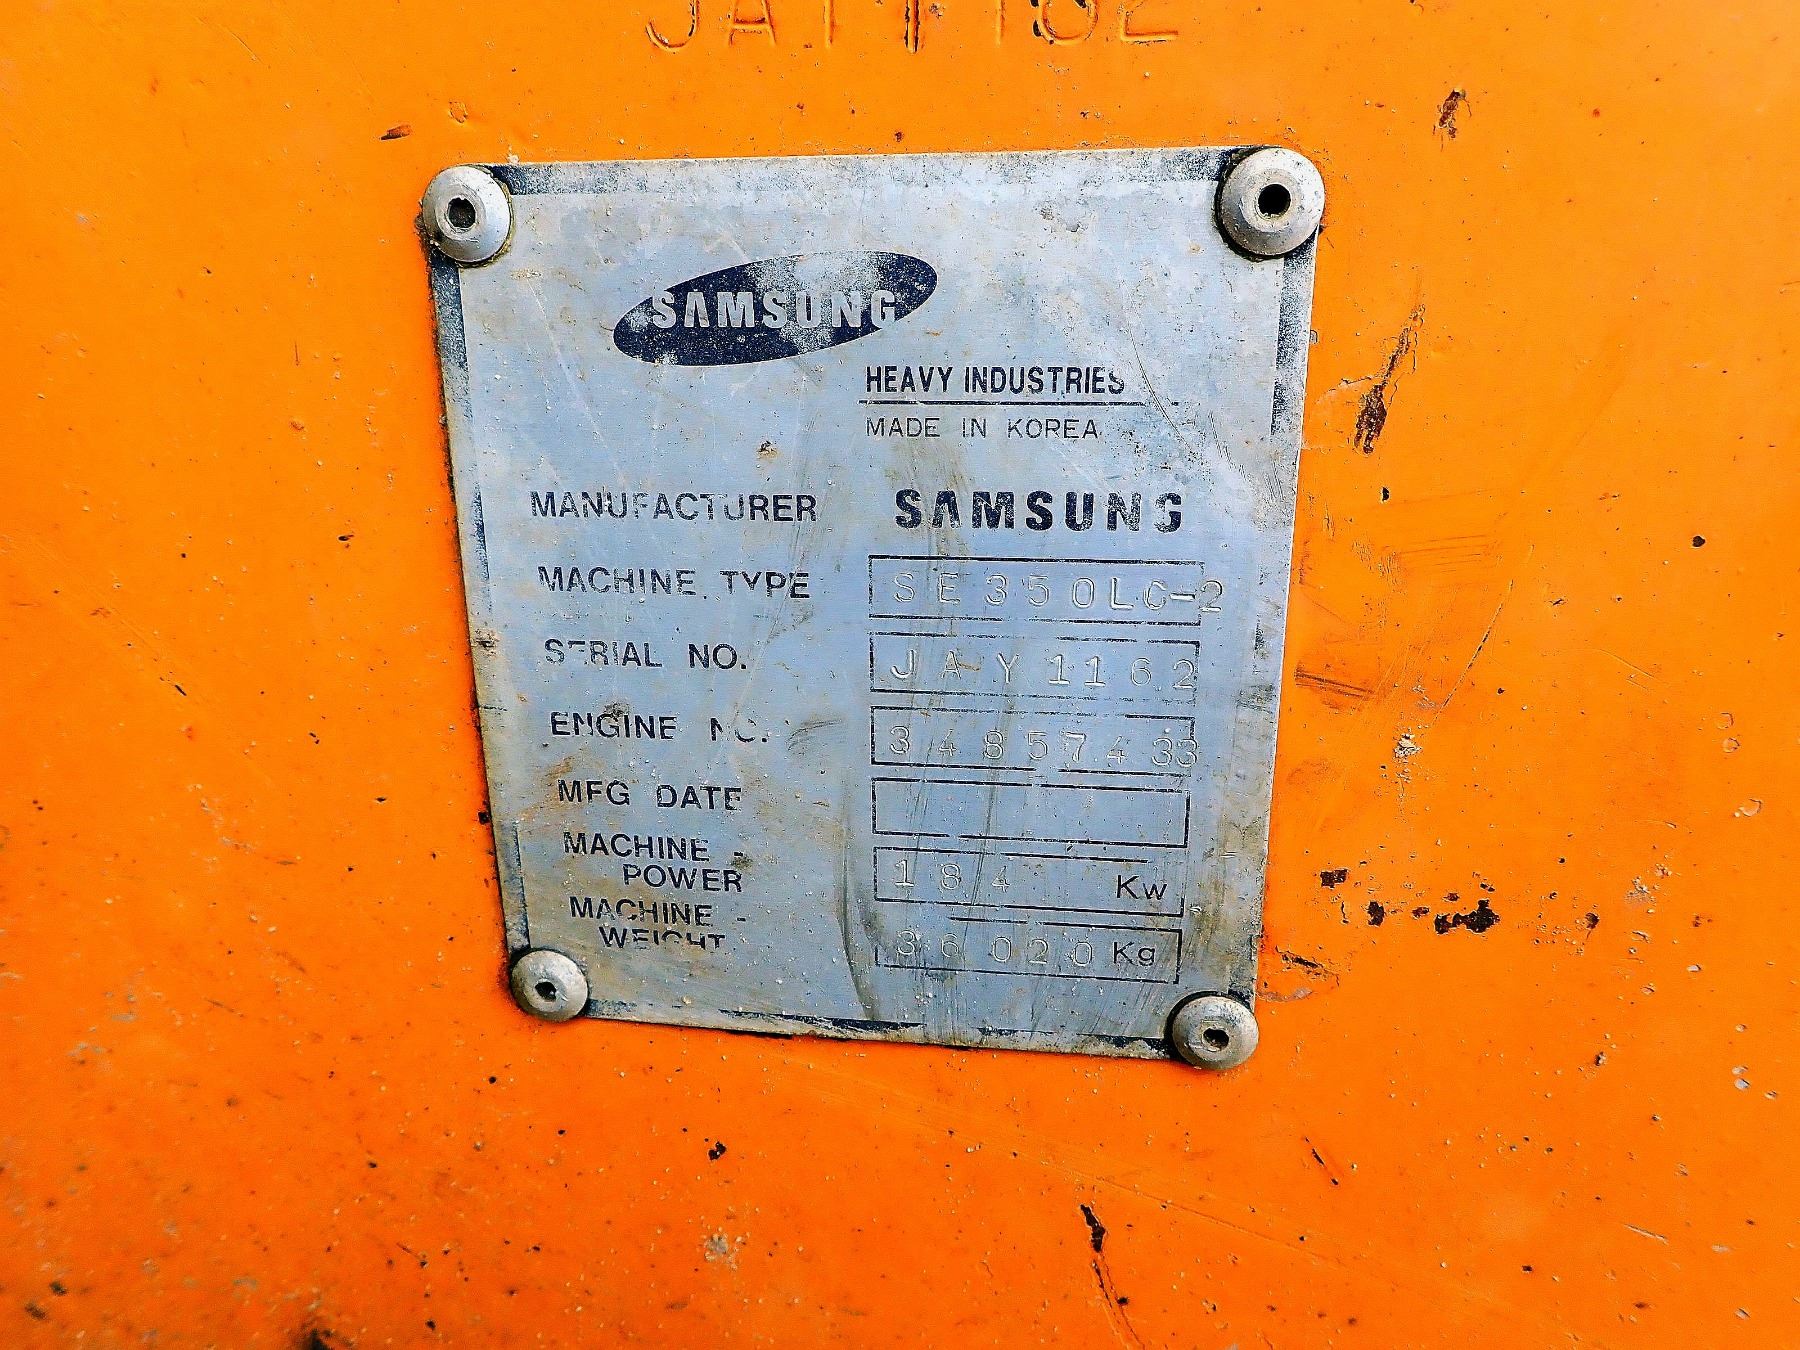 JAY1162
SAMSUNG
HEAVY INDUSTRIES
MADE IN KOREA
MANUFACTURER SAMSUNG
MACHINE TYPE SE350LC-2
SERIAL NO. JAY1162
ENGINE NO. 34857433
MFG DATE
MACHINE -
POWER 184 Kw
MACHINE -
WEIGHT 36020 Kg